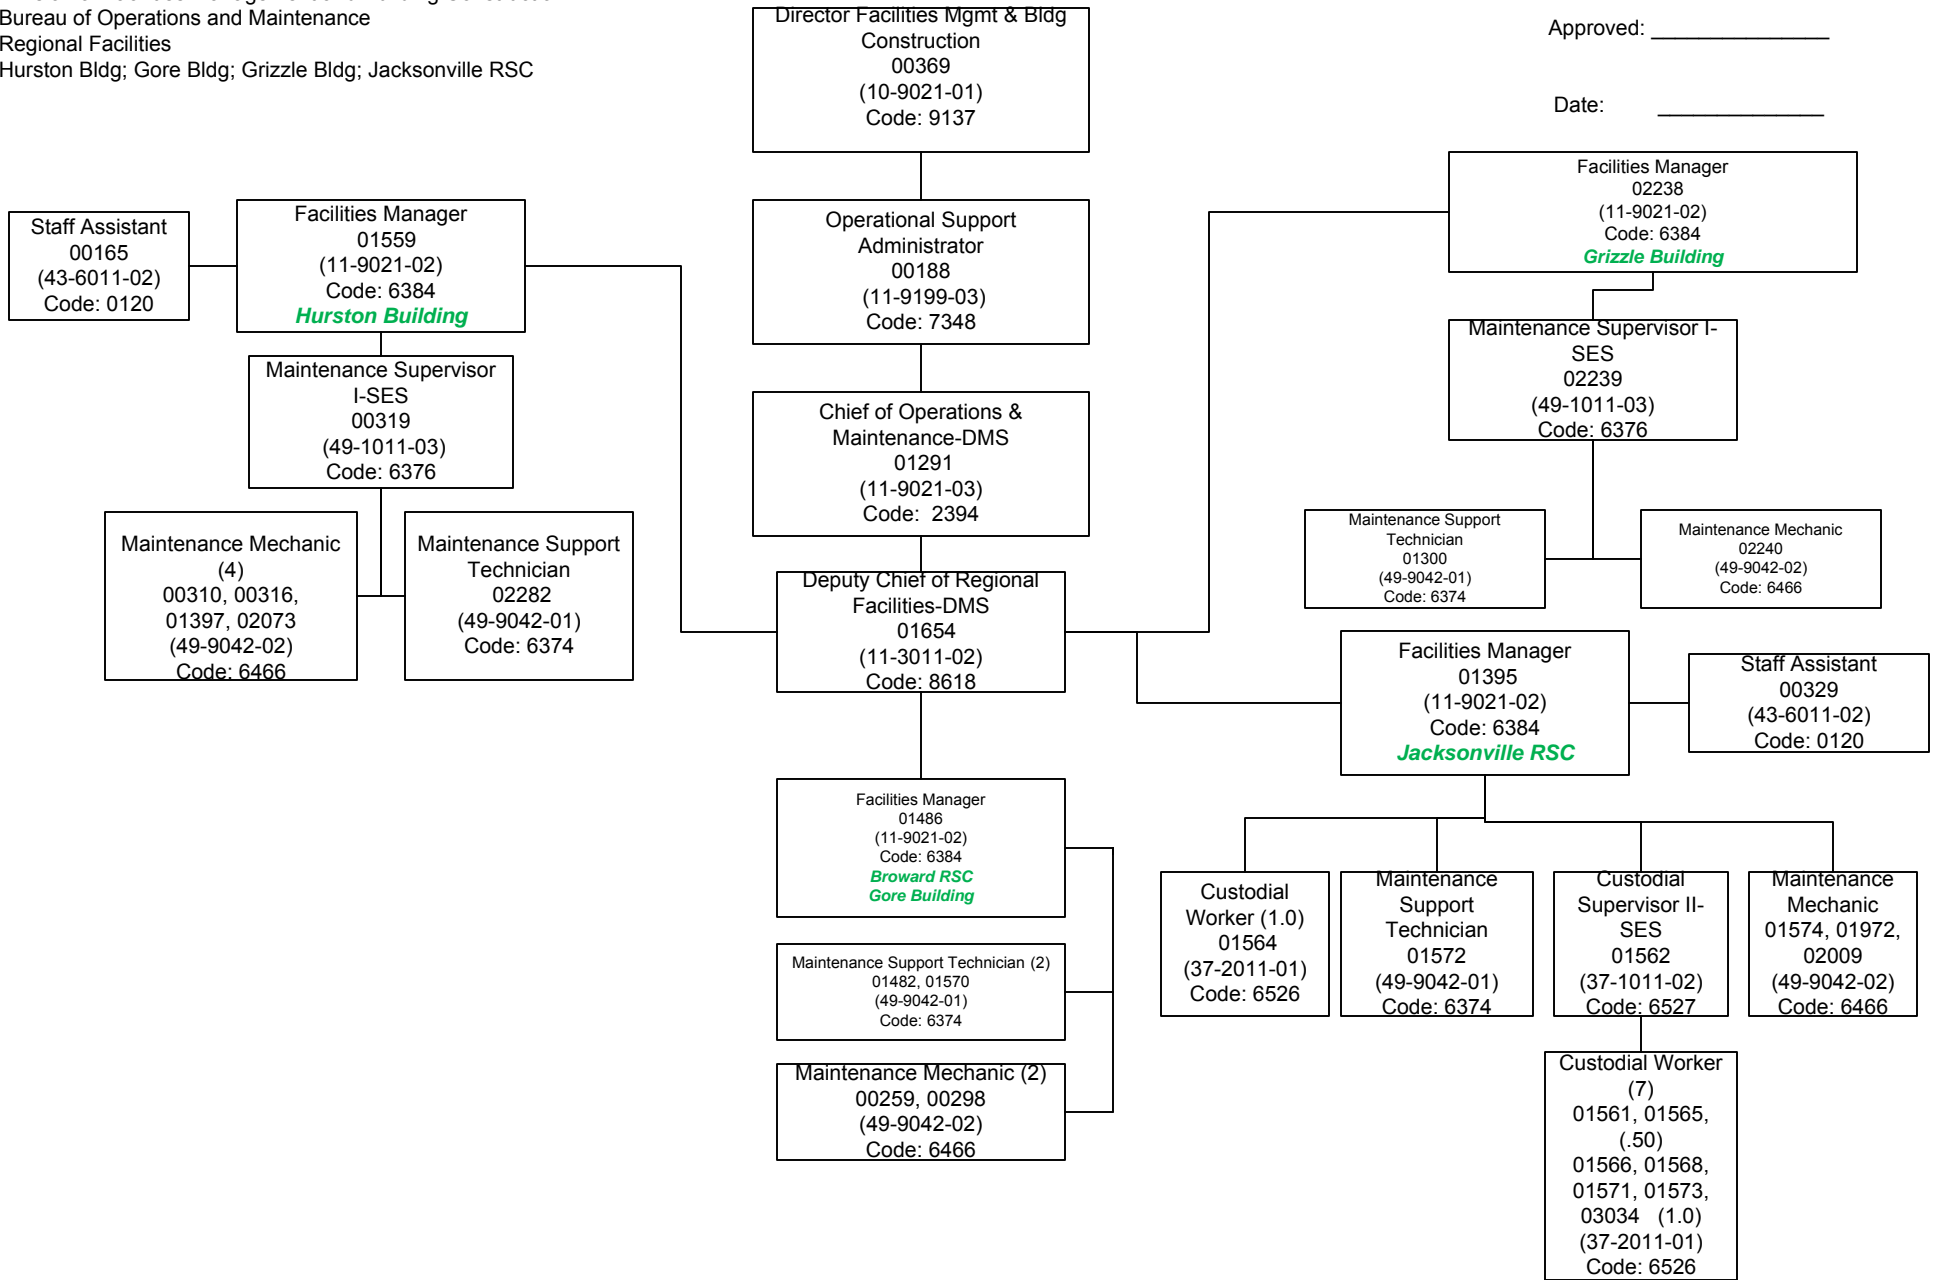 Bureau of Operations and Maintenance
Regional Facilities
Hurston Bldg; Gore Bldg; Grizzle Bldg; Jacksonville RSC
Director Facilities Mgmt & Bldg
Construction
00369
(10-9021-01)
Code: 9137
Approved: _______________
Date: ______________
Staff Assistant
00165
(43-6011-02)
Code: 0120
Facilities Manager
01559
(11-9021-02)
Code: 6384
Hurston Building
Operational Support
Administrator
00188
(11-9199-03)
Code: 7348
Facilities Manager
02238
(11-9021-02)
Code: 6384
Grizzle Building
Maintenance Supervisor
I-SES
00319
(49-1011-03)
Code: 6376
Chief of Operations &
Maintenance-DMS
01291
(11-9021-03)
Code: 2394
Maintenance Supervisor I-
SES
02239
(49-1011-03)
Code: 6376
Maintenance Mechanic
(4)
00310, 00316,
01397, 02073
(49-9042-02)
Code: 6466
Maintenance Support
Technician
02282
(49-9042-01)
Code: 6374
Deputy Chief of Regional
Facilities-DMS
01654
(11-3011-02)
Code: 8618
Maintenance Support
Technician
01300
(49-9042-01)
Code: 6374
Maintenance Mechanic
02240
(49-9042-02)
Code: 6466
Facilities Manager
01395
(11-9021-02)
Code: 6384
Jacksonville RSC
Staff Assistant
00329
(43-6011-02)
Code: 0120
Facilities Manager
01486
(11-9021-02)
Code: 6384
Broward RSC
Gore Building
Maintenance Support Technician (2)
01482, 01570
(49-9042-01)
Code: 6374
Maintenance Mechanic (2)
00259, 00298
(49-9042-02)
Code: 6466
Custodial
Worker (1.0)
01564
(37-2011-01)
Code: 6526
Maintenance
Support
Technician
01572
(49-9042-01)
Code: 6374
Custodial
Supervisor II-
SES
01562
(37-1011-02)
Code: 6527
Maintenance
Mechanic
01574, 01972,
02009
(49-9042-02)
Code: 6466
Custodial Worker
(7)
01561, 01565,
(.50)
01566, 01568,
01571, 01573,
03034 (1.0)
(37-2011-01)
Code: 6526